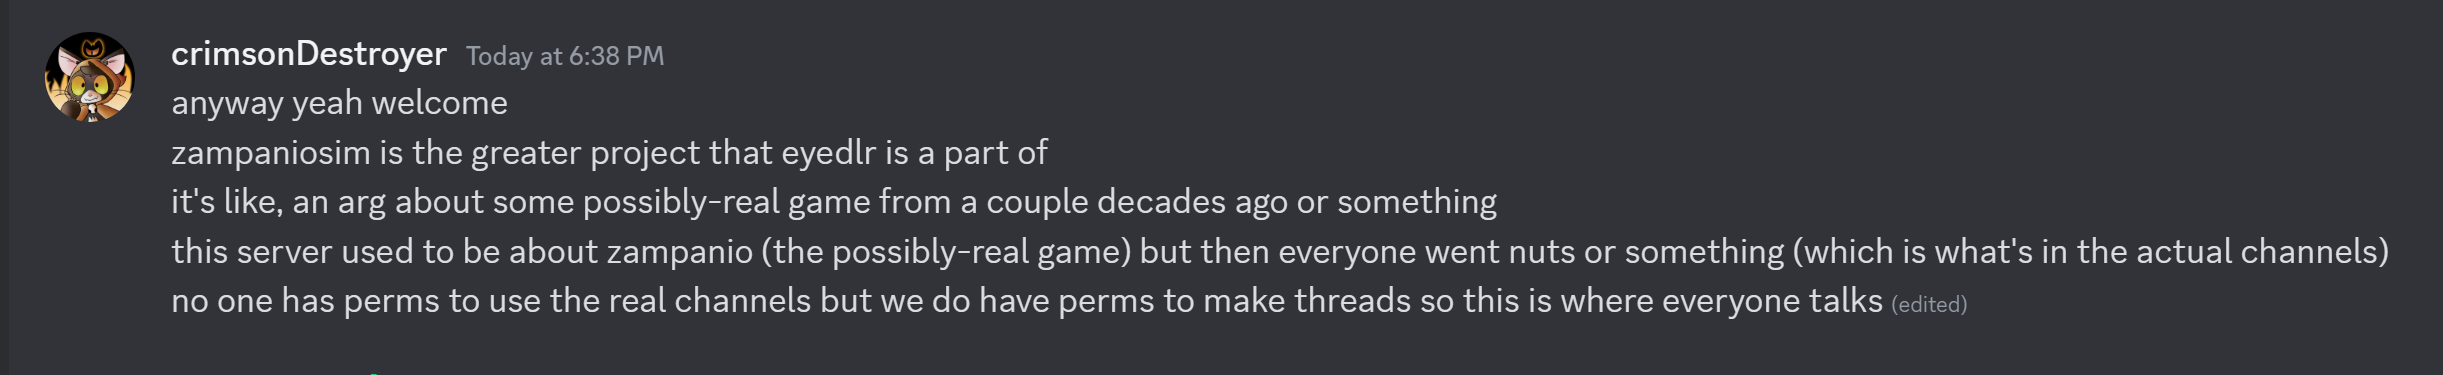 crimsonDestroyer Today at 6:38 PM
anyway yeah welcome
zampaniosim is the greater project that eyedlr is a part of
it's like, an arg about some possibly-real game from a couple decades ago or something
this server used to be about zampanio (the possibly-real game) but then everyone went nuts or something (which is what's in the actual channels)
no one has perms to use the real channels but we do have perms to make threads so this is where everyone talks (edited)